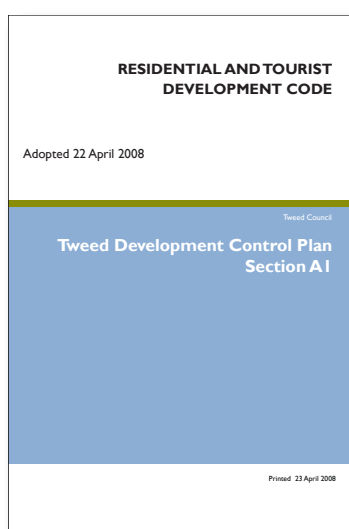 RESIDENTIAL AND TOURIST
DEVELOPMENT CODE
Adopted 22 April 2008
Tweed Council
Tweed Development Control Plan
Section A1
Printed 23 April 2008